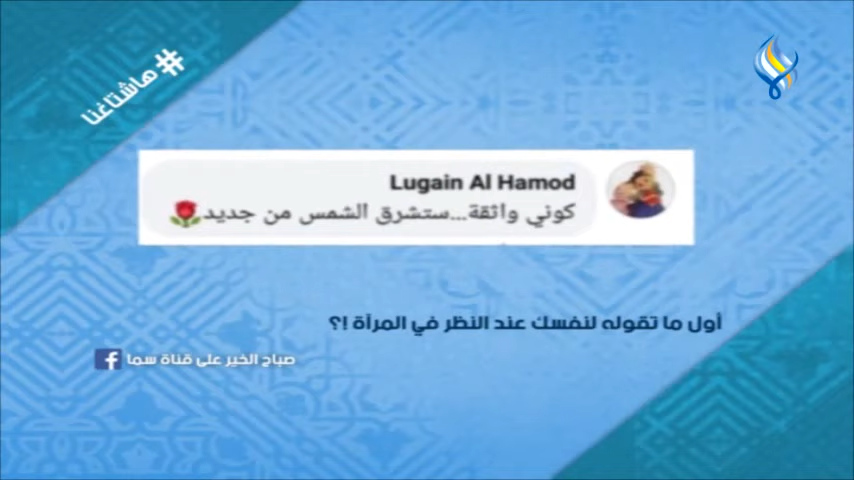 #هاشتاغنا
Lugain Al Hamod
كوني واثقة...ستشرق الشمس من جديد🌹
أول ما تقوله لنفسك عند النظر في المرآة !؟
صباح الخير على قناة سما